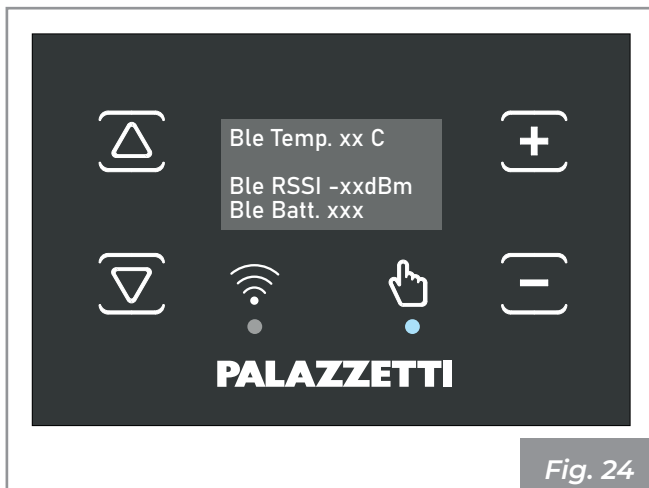 Ble Temp. xx C
Ble RSSI -xxdBm
Ble Batt. xxx
PALAZZETTI
Fig. 24